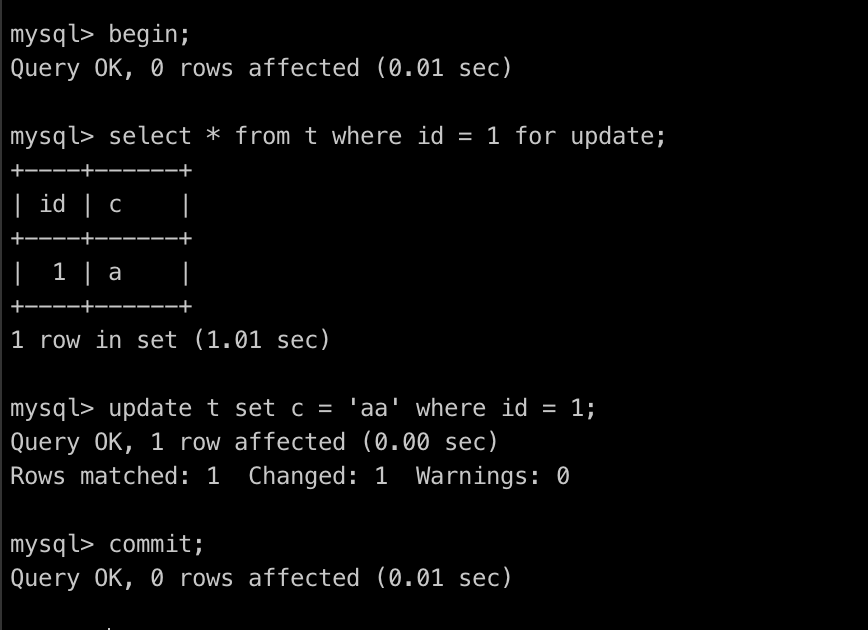 mysql> begin;
Query OK, 0 rows affected (0.01 sec)
mysql> select * from t where id = 1 for update;
+----+------+
| id | c    |
+----+------+
|  1 | a    |
+----+------+
1 row in set (1.01 sec)
mysql> update t set c = 'aa' where id = 1;
Query OK, 1 row affected (0.00 sec)
Rows matched: 1  Changed: 1  Warnings: 0
mysql> commit;
Query OK, 0 rows affected (0.01 sec)